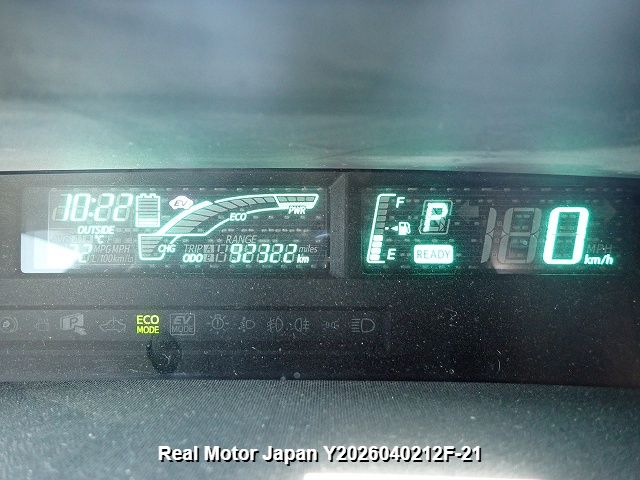 10:22
EV
ECO
PWR
F
P
0
OUTSIDE
MPG MPH
L/100km/L
CHG
TRIP
RANGE
miles
ODO
km
E
READY
MPH
km/h
ECO
MODE
EV
MODE
Real Motor Japan Y2026040212F-21